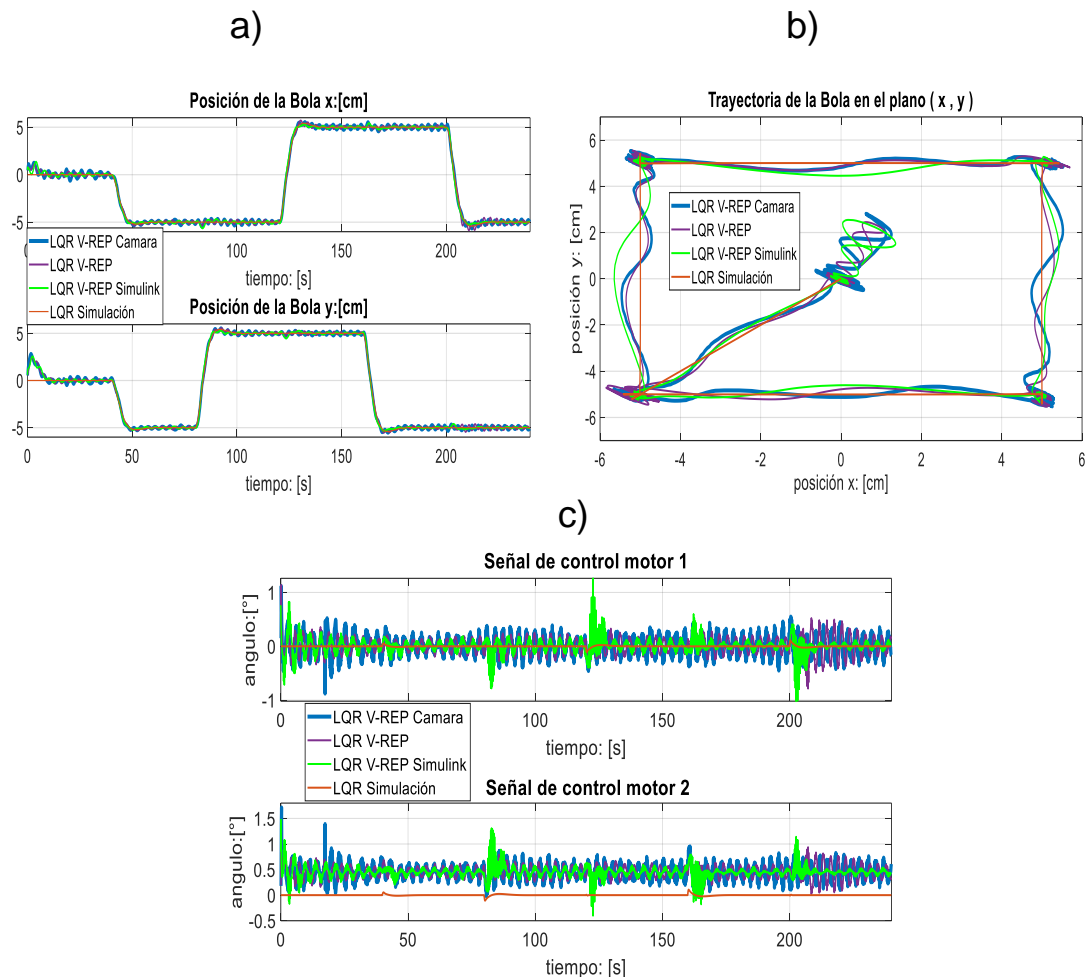 a)
b)
Posición de la Bola x:[cm]
5
0
-5
0 50 100 150 200
tiempo: [s]
LQR V-REP Camara
LQR V-REP
LQR V-REP Simulink
LQR Simulación
Posición de la Bola y:[cm]
5
0
-5
0 50 100 150 200
tiempo: [s]
Trayectoria de la Bola en el plano ( x , y )
posición y: [cm]
6
4
2
0
-2
-4
-6
-6 -4 -2 0 2 4 6
posición x: [cm]
LQR V-REP Camara
LQR V-REP
LQR V-REP Simulink
LQR Simulación
c)
Señal de control motor 1
angulo:[°]
1
0
-1
0 50 100 150 200
tiempo: [s]
LQR V-REP Camara
LQR V-REP
LQR V-REP Simulink
LQR Simulación
Señal de control motor 2
angulo:[°]
1.5
1
0.5
0
-0.5
0 50 100 150 200
tiempo: [s]